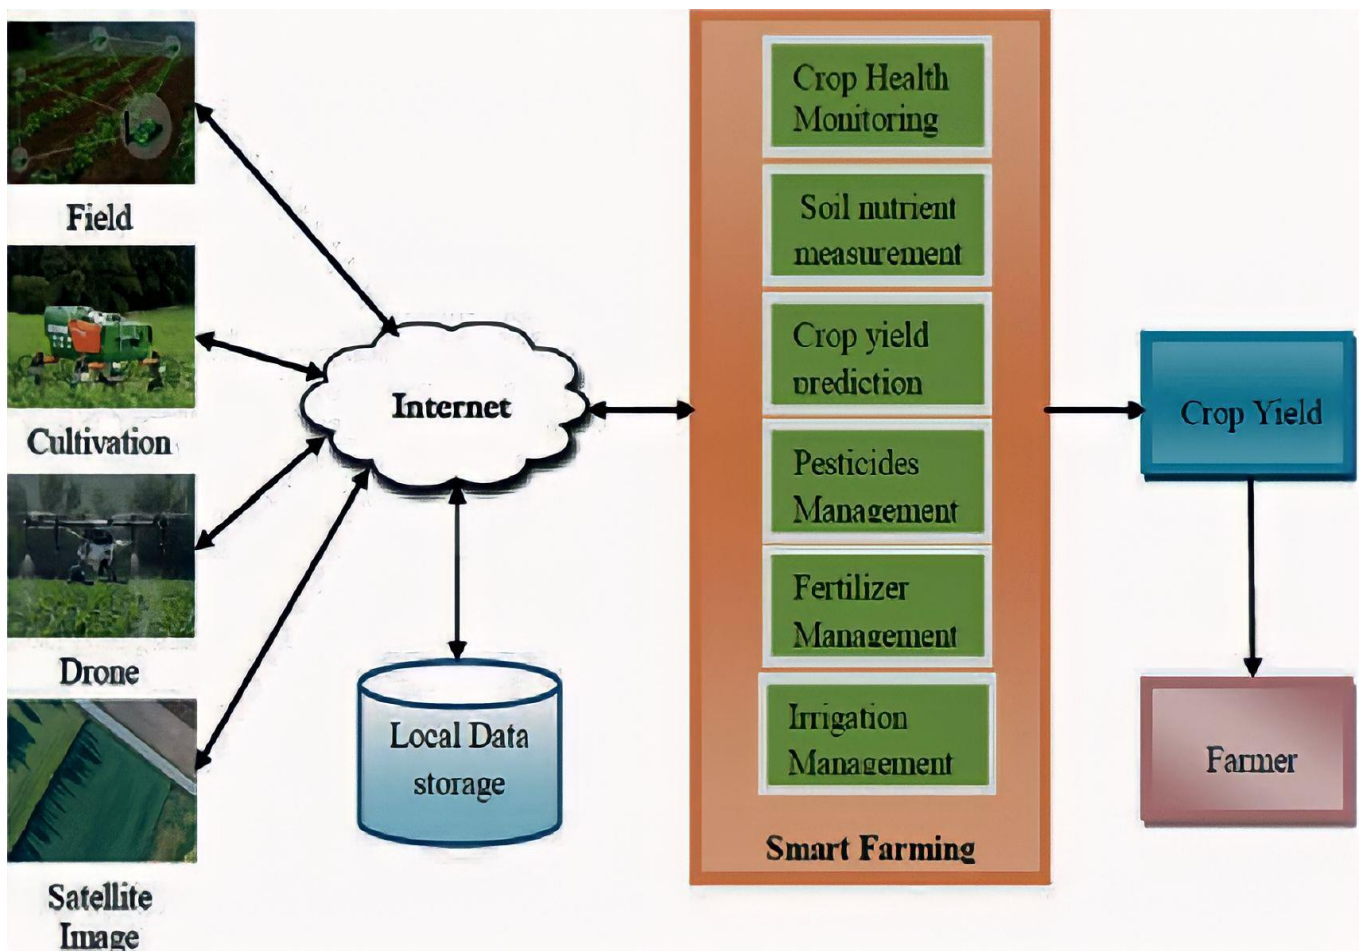 Field
Cultivation
Drone
Satellite
Image
Internet
Local Data
storage
Crop Health
Monitoring
Soil nutrient
measurement
Crop yield
prediction
Pesticides
Management
Fertilizer
Management
Irrigation
Management
Smart Farming
Crop Yield
Farmer